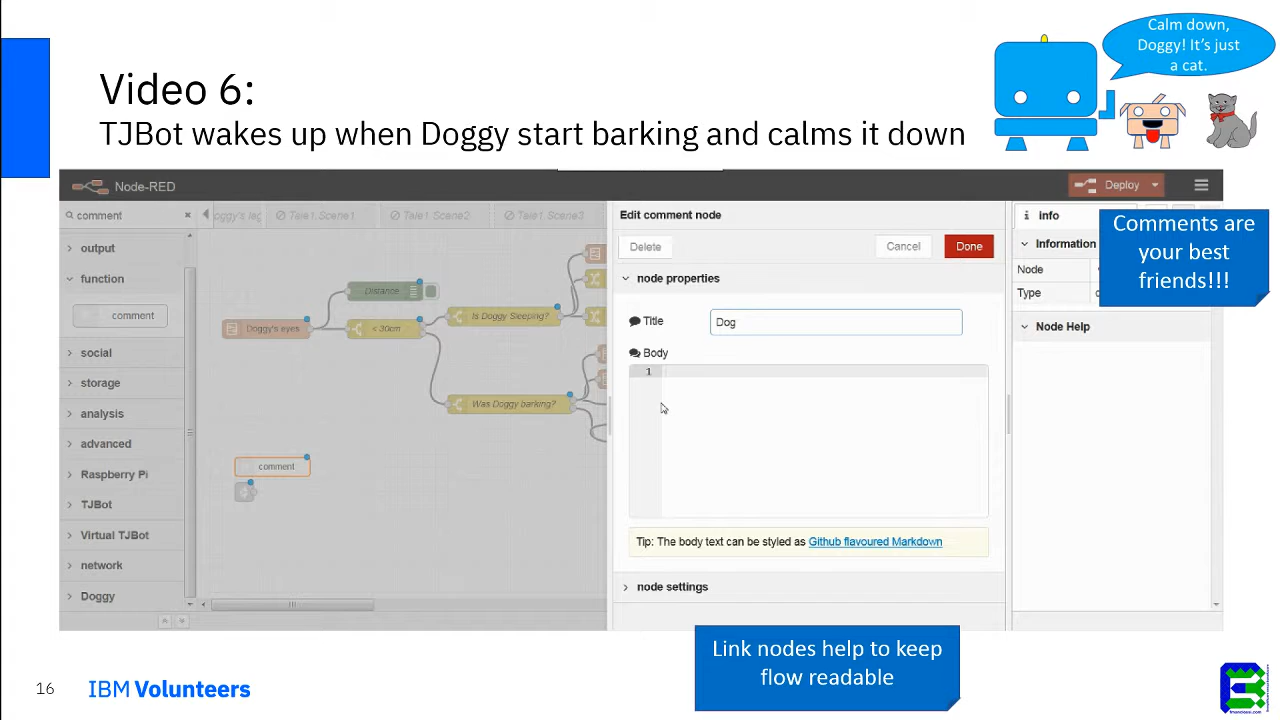 Calm down,
Doggy! It's just
a cat.
Video 6:
TJBot wakes up when Doggy start barking and calms it down
Node-RED
Deploy
comment
Tale1.Scene1
Tale1.Scene2
Tale1.Scene3
Edit comment node
info
output
Delete
Cancel
Done
Information
Comments are
your best
friends!!!
function
node properties
Node
Distance
Type
comment
Is Doggy Sleeping?
Title
Dog
Doggy's eyes
< 30cm
Node Help
social
Body
1
storage
Was Doggy barking?
analysis
advanced
comment
Raspberry Pi
TJBot
Virtual TJBot
Tip: The body text can be styled as Github flavoured Markdown
network
node settings
Doggy
Link nodes help to keep
flow readable
16
IBM Volunteers